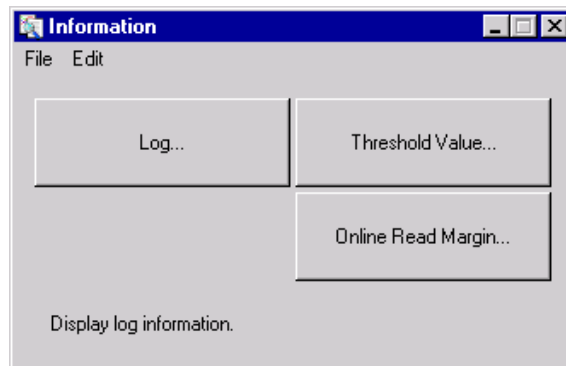 Information
File Edit
Log...
Threshold Value...
Online Read Margin...
Display log information.